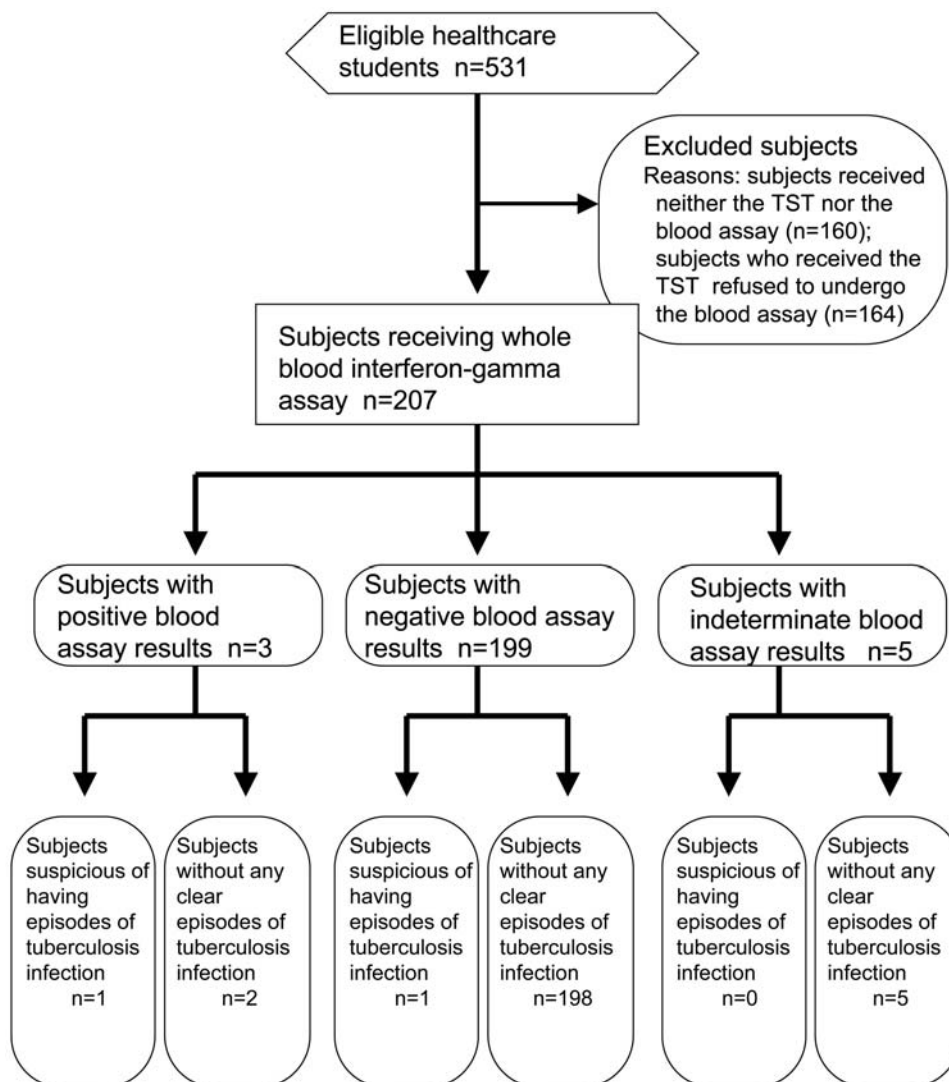 Eligible healthcare
students n=531
Excluded subjects
Reasons: subjects received
neither the TST nor the
blood assay (n=160);
subjects who received the
TST refused to undergo
the blood assay (n=164)
Subjects receiving whole
blood interferon-gamma
assay n=207
Subjects with
positive blood
assay results n=3
Subjects with
negative blood assay
results n=199
Subjects with
indeterminate blood
assay results n=5
Subjects
suspicious of
having
episodes of
tuberculosis
infection
n=1
Subjects
without any
clear
episodes of
tuberculosis
infection
n=2
Subjects
suspicious of
having
episodes of
tuberculosis
infection
n=1
Subjects
without any
clear
episodes of
tuberculosis
infection
n=198
Subjects
suspicious of
having
episodes of
tuberculosis
infection
n=0
Subjects
without any
clear
episodes of
tuberculosis
infection
n=5